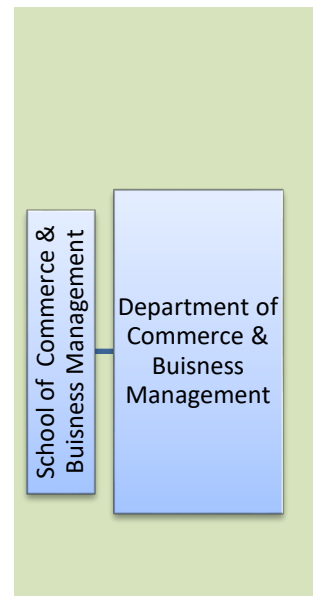 School of Commerce &
Buisness Management
Department of
Commerce &
Buisness
Management